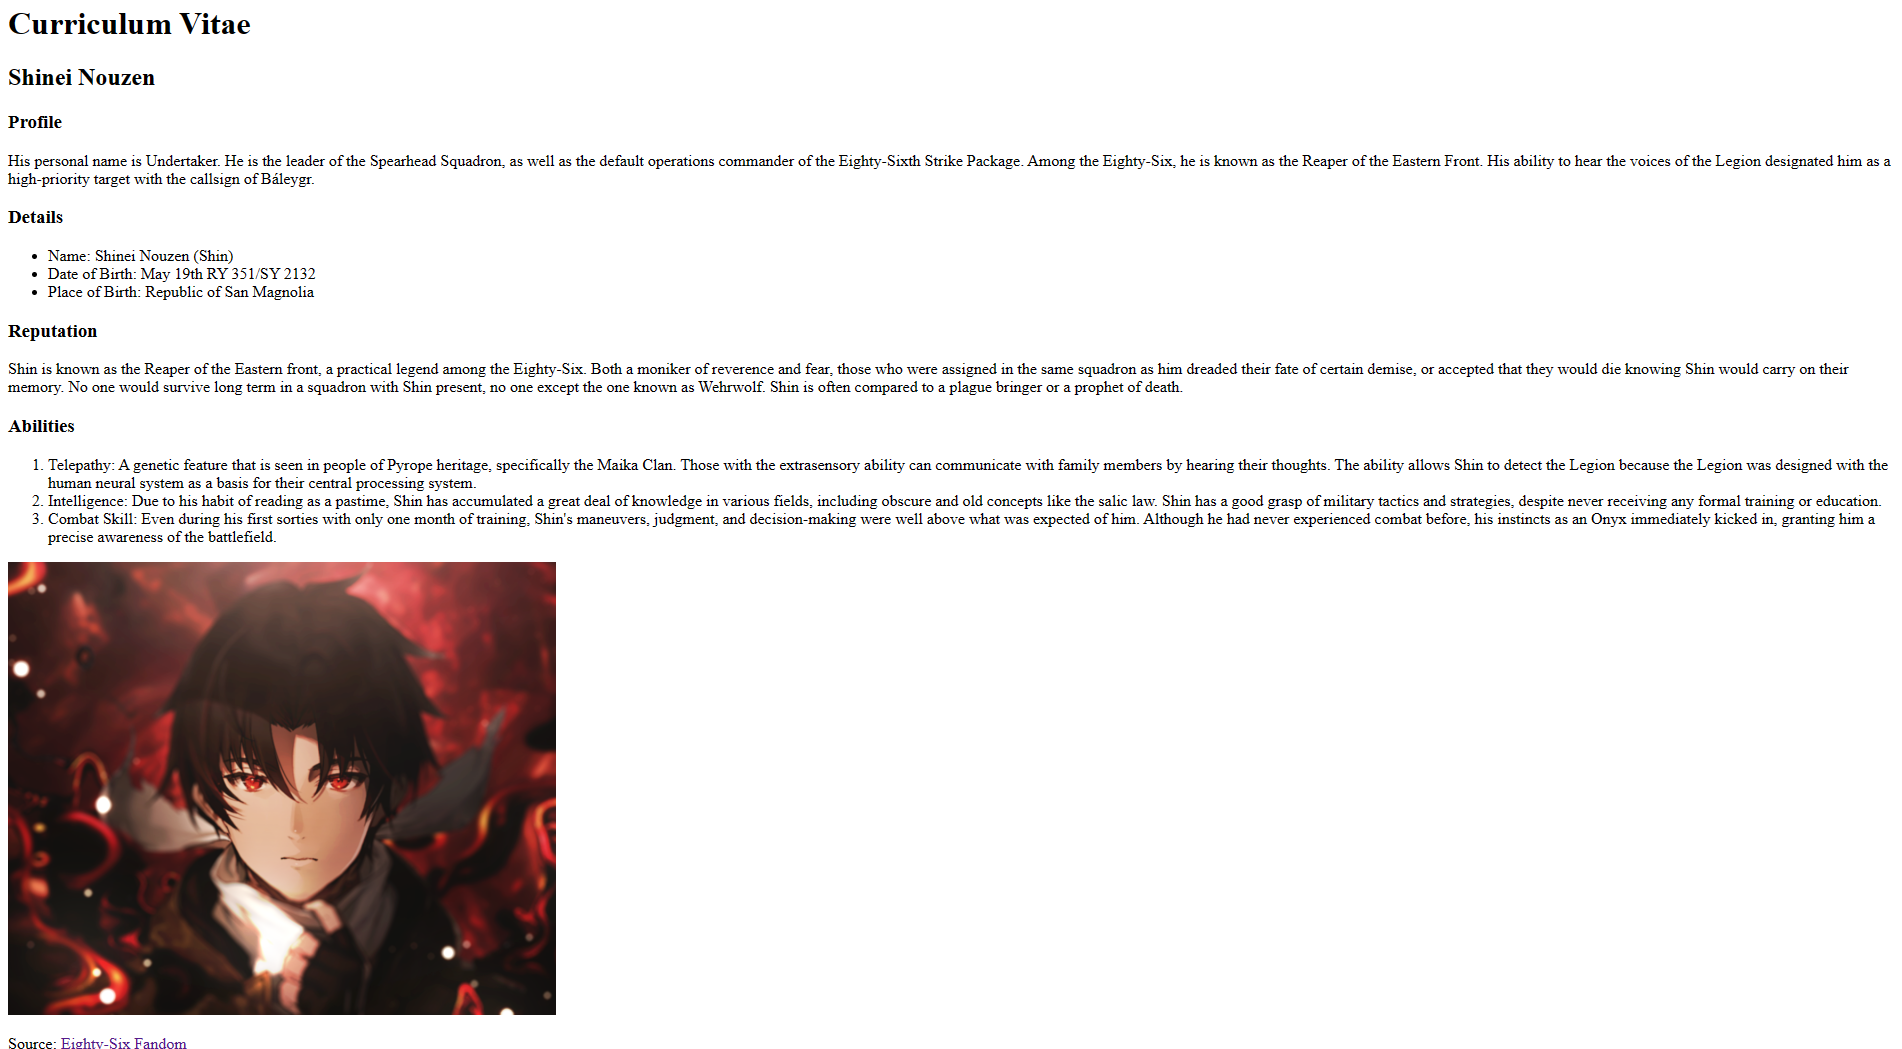 Curriculum Vitae
Shinei Nouzen
Profile
His personal name is Undertaker. He is the leader of the Spearhead Squadron, as well as the default operations commander of the Eighty-Sixth Strike Package. Among the Eighty-Six, he is known as the Reaper of the Eastern Front. His ability to hear the voices of the Legion designated him as a
high-priority target with the callsign of Báleygr.
Details
• Name: Shinei Nouzen (Shin)
• Date of Birth: May 19th RY 351/SY 2132
• Place of Birth: Republic of San Magnolia
Reputation
Shin is known as the Reaper of the Eastern front, a practical legend among the Eighty-Six. Both a moniker of reverence and fear, those who were assigned in the same squadron as him dreaded their fate of certain demise, or accepted that they would die knowing Shin would carry on their
memory. No one would survive long term in a squadron with Shin present, no one except the one known as Wehrwolf. Shin is often compared to a plague bringer or a prophet of death.
Abilities
1. Telepathy: A genetic feature that is seen in people of Pyrope heritage, specifically the Maika Clan. Those with the extrasensory ability can communicate with family members by hearing their thoughts. The ability allows Shin to detect the Legion because the Legion was designed with the
human neural system as a basis for their central processing system.
2. Intelligence: Due to his habit of reading as a pastime, Shin has accumulated a great deal of knowledge in various fields, including obscure and old concepts like the salic law. Shin has a good grasp of military tactics and strategies, despite never receiving any formal training or education.
3. Combat Skill: Even during his first sorties with only one month of training, Shin's maneuvers, judgment, and decision-making were well above what was expected of him. Although he had never experienced combat before, his instincts as an Onyx immediately kicked in, granting him a
precise awareness of the battlefield.
Source: Eighty-Six Fandom